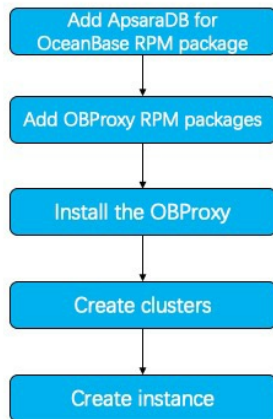 Add ApsaraDB for
OceanBase RPM package
Add OBProxy RPM packages
Install the OBProxy
Create clusters
Create instance